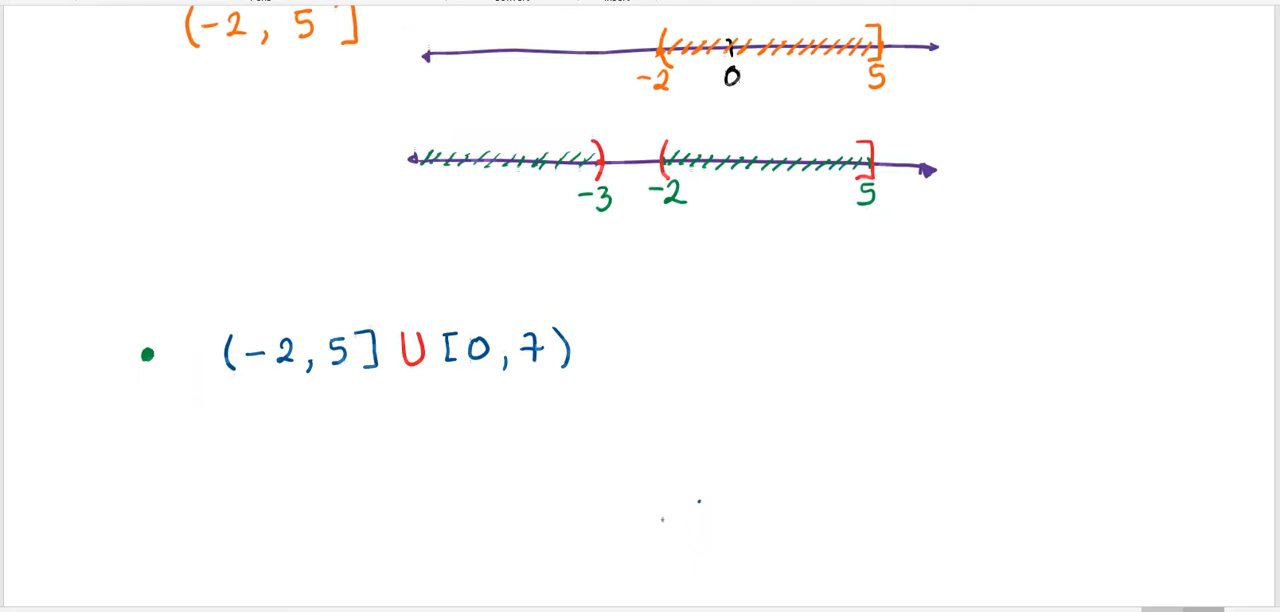 (-2, 5]
-2 0 5
-3 -2 5
• (-2, 5] U [0, 7)